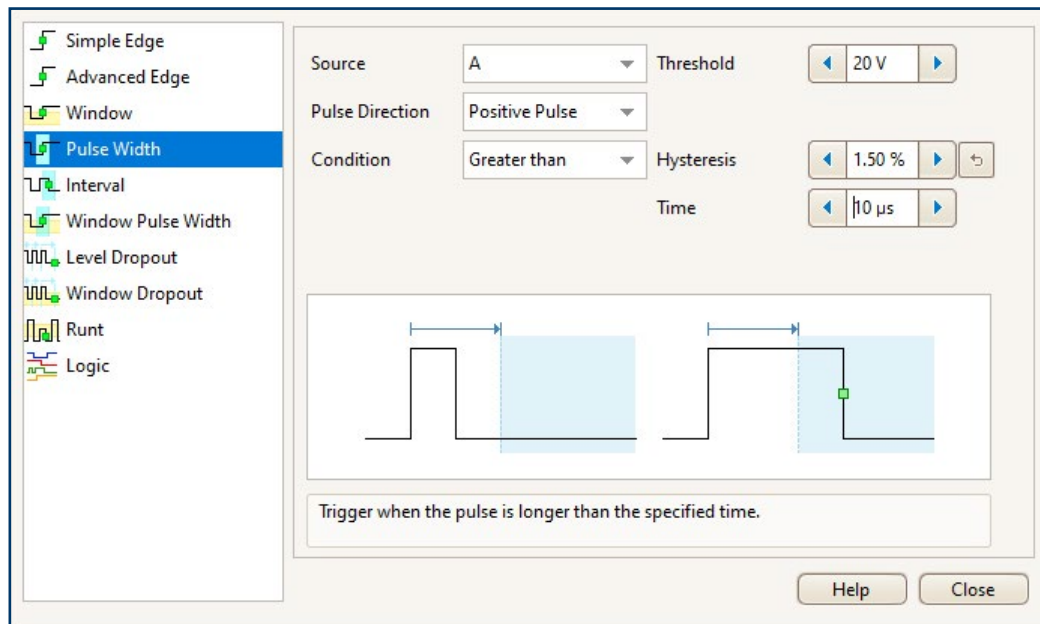 Simple Edge
Advanced Edge
Window
Pulse Width
Interval
Window Pulse Width
Level Dropout
Window Dropout
Runt
Logic
Source A Threshold 20 V
Pulse Direction Positive Pulse
Condition Greater than Hysteresis 1.50 %
Time 10 µs
Trigger when the pulse is longer than the specified time.
Help Close